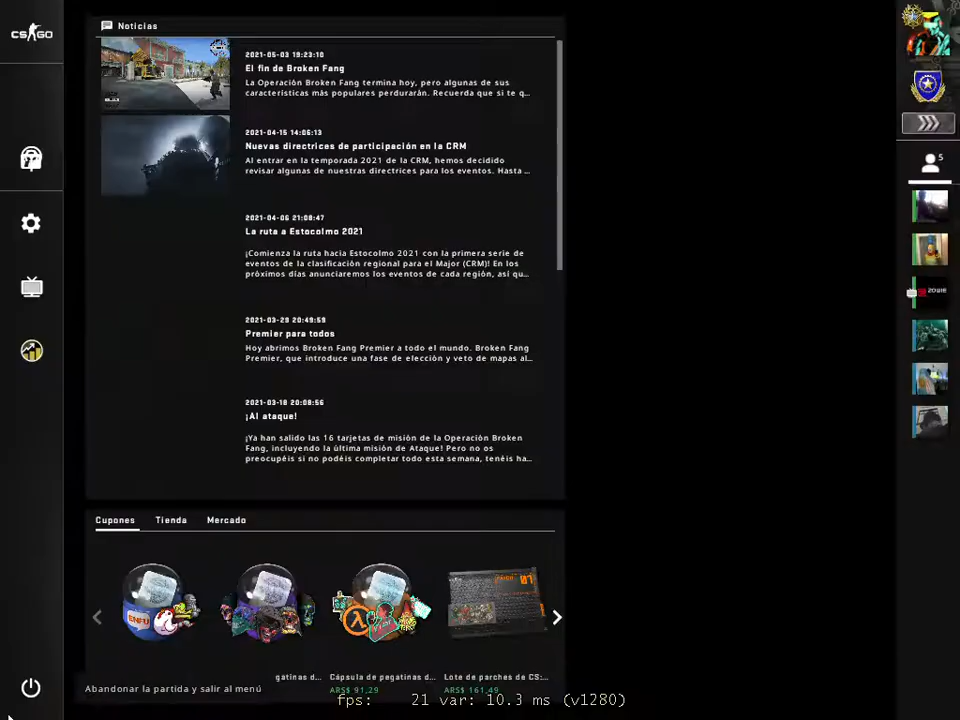 CS:GO
Noticias
2021-05-03 19:23:10
El fin de Broken Fang
La Operación Broken Fang termina hoy, pero algunas de sus
características más populares perdurarán. Recuerda que si te q...
2021-04-15 14:06:13
Nuevas directrices de participación en la CRM
Al entrar en la temporada 2021 de la CRM, hemos decidido
revisar algunas de nuestras directrices para los eventos. Hasta ...
2021-04-06 21:08:47
La ruta a Estocolmo 2021
¡Comienza la ruta hacia Estocolmo 2021 con la primera serie de
eventos de la clasificación regional para el Major (CRM)! En los
próximos días anunciaremos los eventos de cada región, así qu...
2021-03-29 20:49:59
Premier para todos
Hoy abrimos Broken Fang Premier a todo el mundo. Broken Fang
Premier, que introduce una fase de elección y veto de mapas al...
2021-03-18 20:08:56
¡Al ataque!
¡Ya han salido las 16 tarjetas de misión de la Operación Broken
Fang, incluyendo la última misión de Ataque! Pero no os
preocupéis si no podéis completar todo esta semana, tenéis ha...
5
ZOWIE
Cupones
Tienda
Mercado
ENFU
01
gatinas d...
Cápsula de pegatinas d...
Lote de parches de CS:...
ARS$ 91,29
ARS$ 161,49
Abandonar la partida y salir al menú
fps: 21 var: 10.3 ms (v1280)